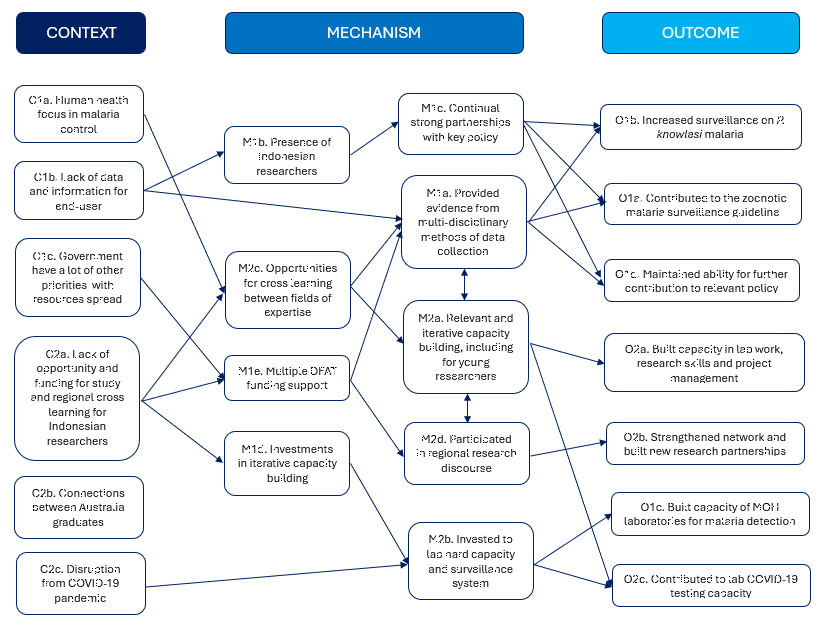 CONTEXT
MECHANISM
OUTCOME
C1a. Human health
focus in malaria
control
C1b. Lack of data
and information for
end-user
C1c. Government
have a lot of other
priorities with
resources spread
C2a. Lack of
opportunity and
funding for study
and regional cross
learning for
Indonesian
researchers
C2b. Connections
between Australia
graduates
C2c. Disruption
from COVID-19
pandemic
M1b. Presence of
Indonesian
researchers
M2c. Opportunities
for cross learning
between fields of
expertise
M1e. Multiple DFAT
funding support
M1d. Investments
in iterative capacity
building
M1c. Continual
strong partnerships
with key policy
M1a. Provided
evidence from
multi-disciclinary
methods of data
collection
M2a. Relevant and
iterative capacity
building, including
for young
researchers
M2d. Participated
in regional research
discourse
M2b. Invested to
lab hard capacity
and surveillance
system
O1b. Increased surveillance on P.
knowlesi malaria
O1a. Contributed to the zoonotic
malaria surveillance guideline
O1d. Maintained ability for further
contribution to relevant policy
O2a. Built capacity in lab work,
research skills and project
management
O2b. Strengthened network and
built new research partnerships
O1c. Built capacity of MOH
laboratories for malaria detection
O2c. Contributed to lab COVID-19
testing capacity